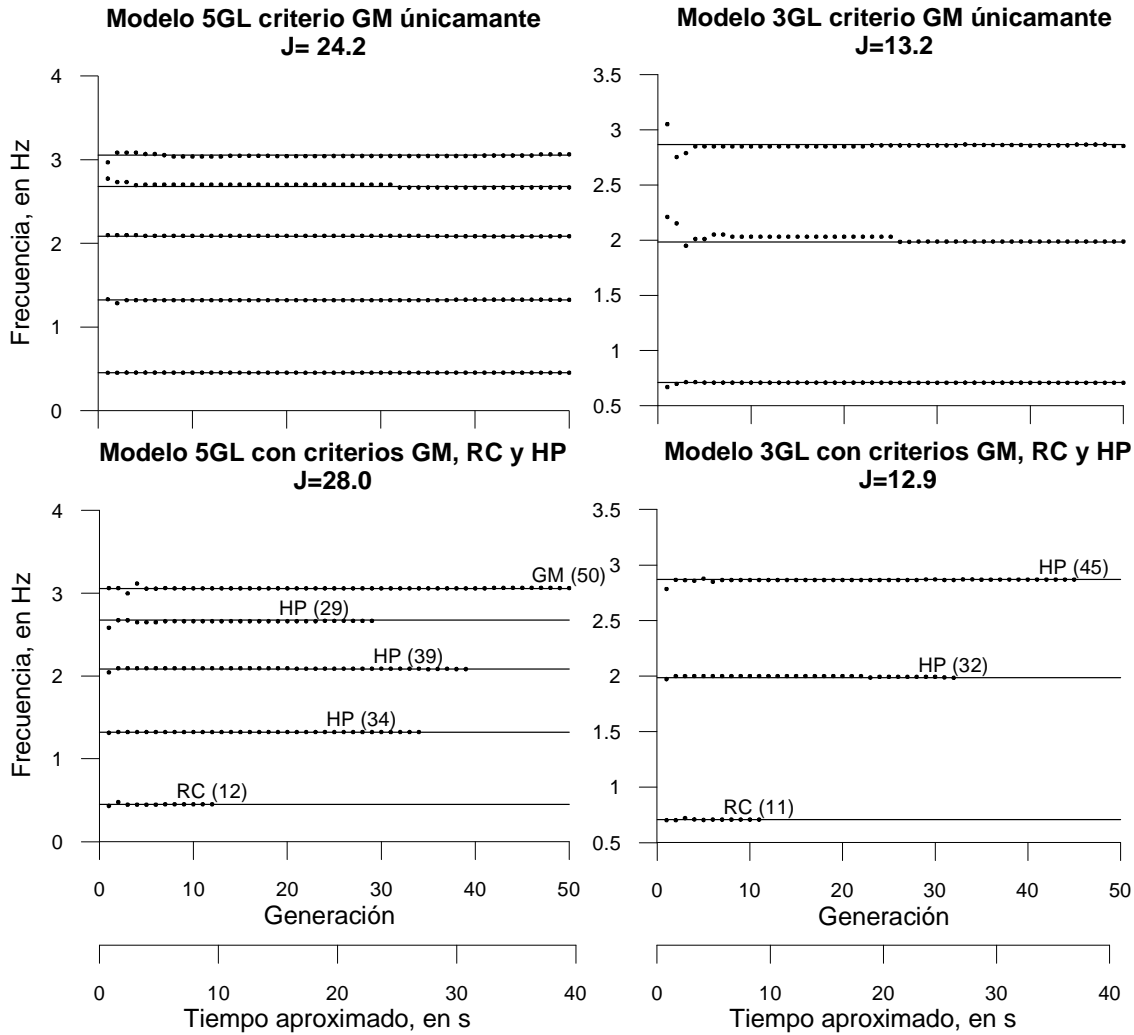 Modelo 5GL criterio GM únicamante
J= 24.2
Modelo 3GL criterio GM únicamante
J=13.2
Frecuencia, en Hz
4
3
2
1
0
3.5
3
2.5
2
1.5
1
0.5
Modelo 5GL con criterios GM, RC y HP
J=28.0
Modelo 3GL con criterios GM, RC y HP
J=12.9
Frecuencia, en Hz
4
3
2
1
0
GM (50)
HP (29)
HP (39)
HP (34)
RC (12)
0 10 20 30 40 50
Generación
0 10 20 30 40
Tiempo aproximado, en s
3.5
3
2.5
2
1.5
1
0.5
HP (45)
HP (32)
RC (11)
0 10 20 30 40 50
Generación
0 10 20 30 40
Tiempo aproximado, en s